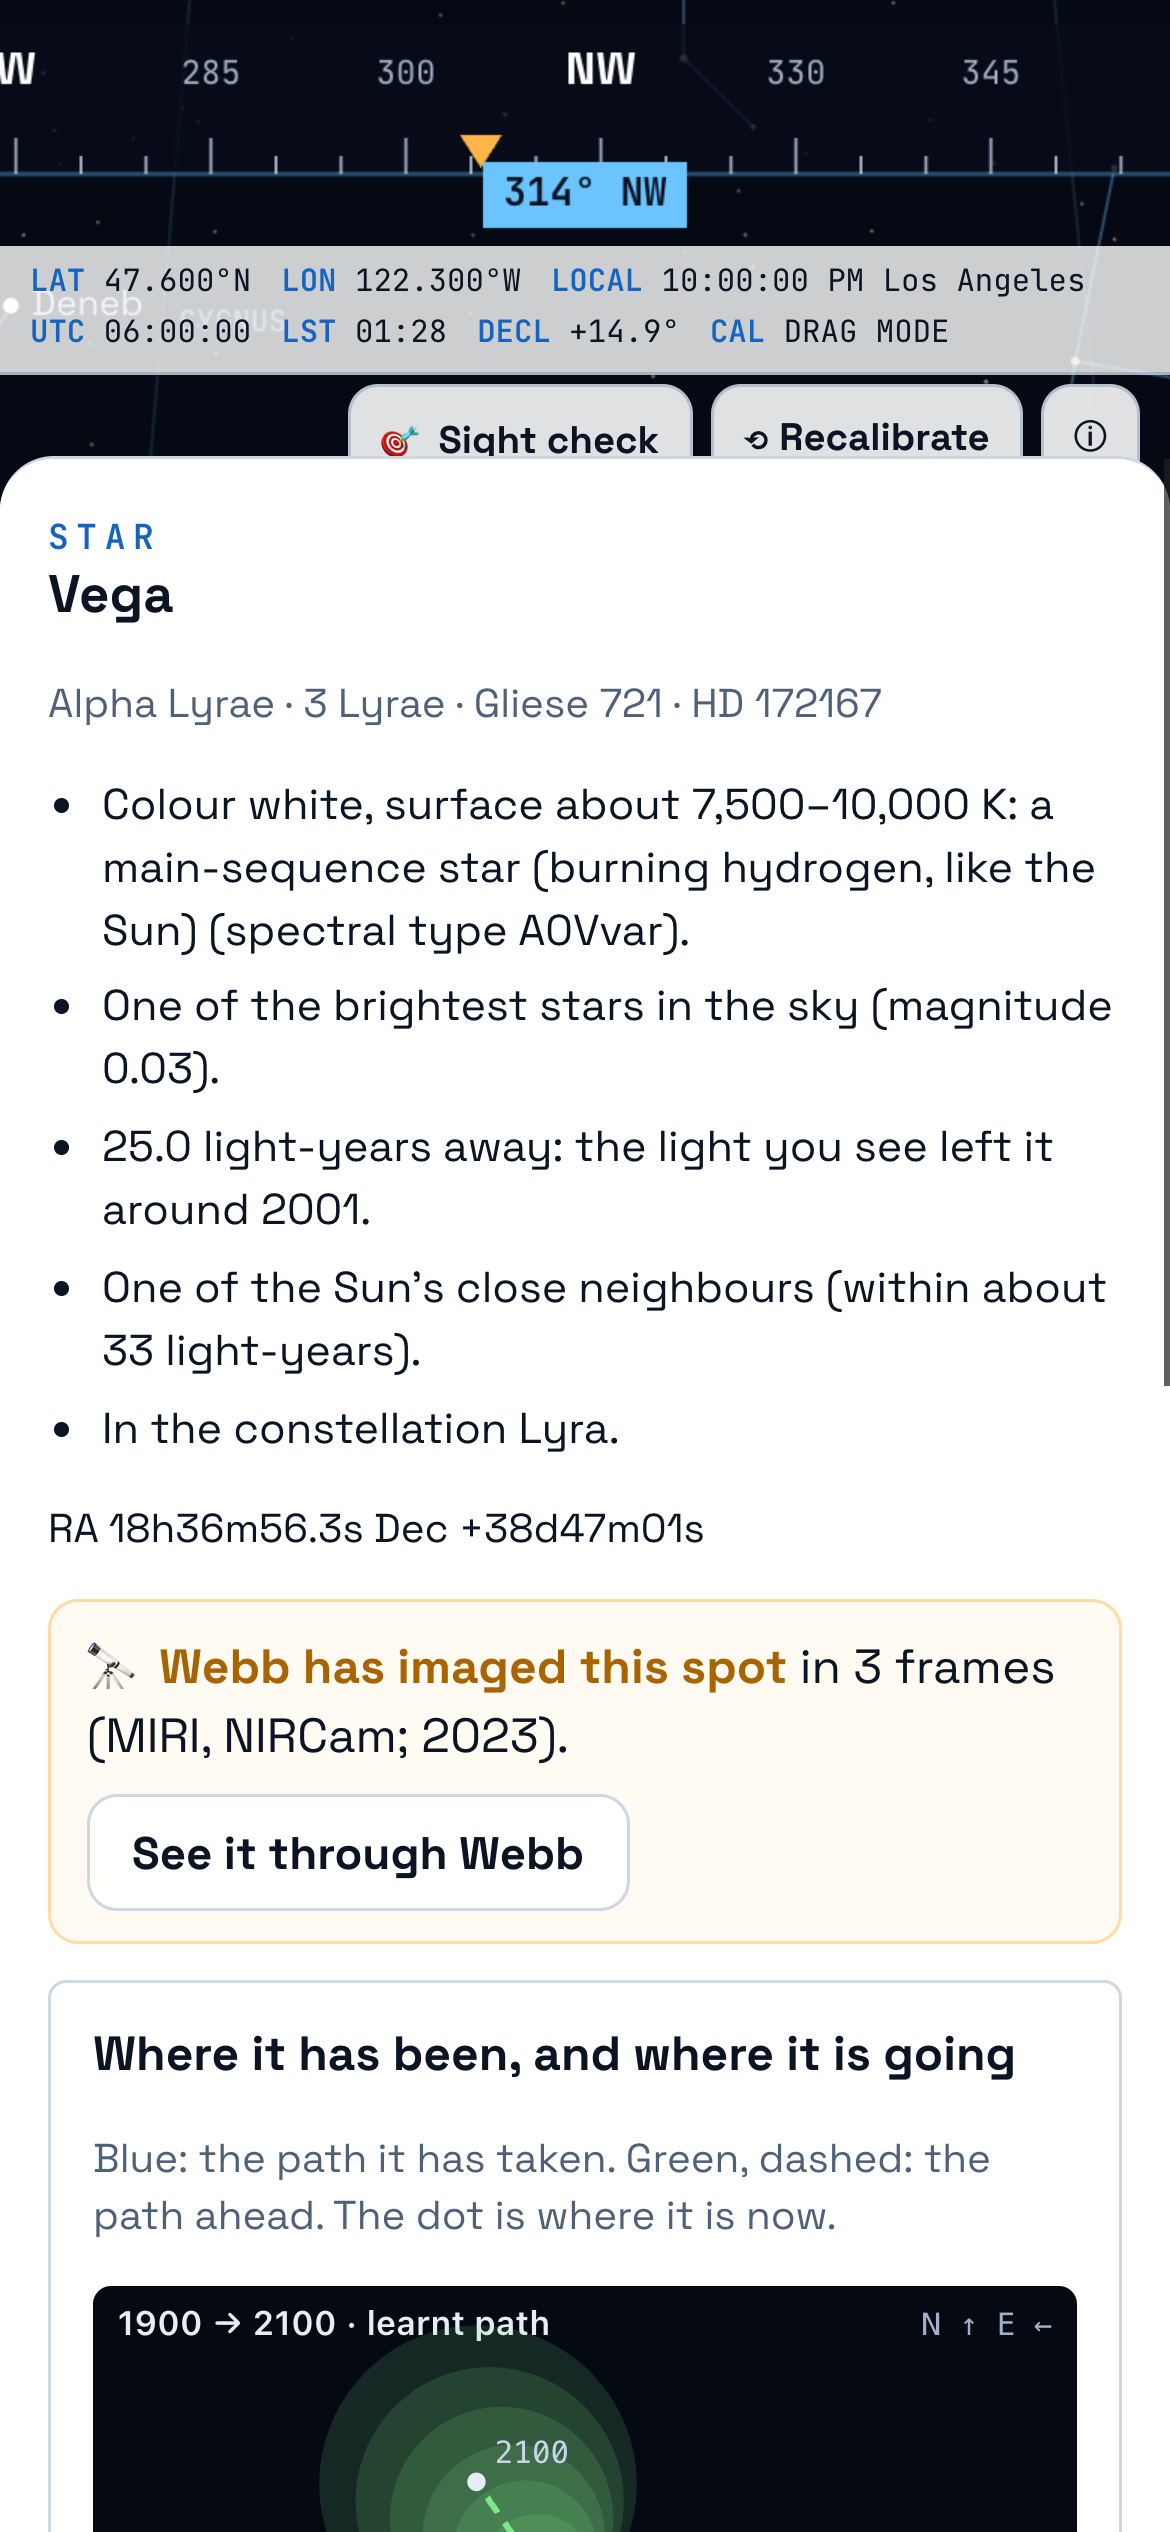 W 285 300 NW 330 345
314° NW
LAT 47.600°N LON 122.300°W LOCAL 10:00:00 PM Los Angeles
Deneb
CYGNUS
UTC 06:00:00 LST 01:28 DECL +14.9° CAL DRAG MODE
🎯 Sight check ⟲ Recalibrate ⓘ
STAR
Vega
Alpha Lyrae · 3 Lyrae · Gliese 721 · HD 172167
• Colour white, surface about 7,500–10,000 K: a
main-sequence star (burning hydrogen, like the
Sun) (spectral type A0Vvar).
• One of the brightest stars in the sky (magnitude
0.03).
• 25.0 light-years away: the light you see left it
around 2001.
• One of the Sun’s close neighbours (within about
33 light-years).
• In the constellation Lyra.
RA 18h36m56.3s Dec +38d47m01s
🔭 Webb has imaged this spot in 3 frames
(MIRI, NIRCam; 2023).
See it through Webb
Where it has been, and where it is going
Blue: the path it has taken. Green, dashed: the
path ahead. The dot is where it is now.
1900 → 2100 · learnt path N ↑ E ←
2100